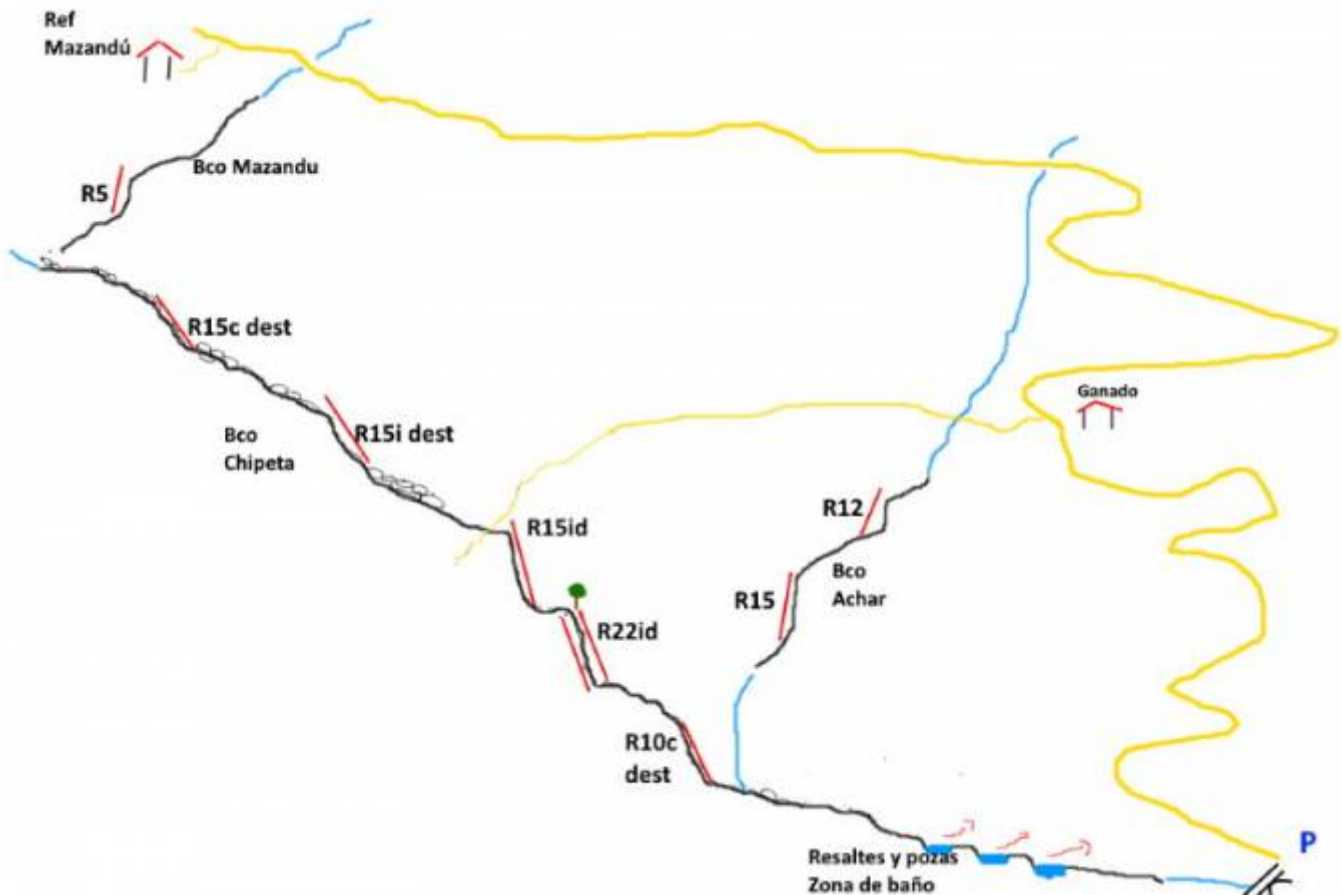 Ref
Mazandú
Bco Mazandu
R5
R15c dest
Ganado
R15i dest
Bco
Chipeta
R12
R15id
Bco
Achar
R15
R22id
R10c
dest
P
Resaltes y pozas
Zona de baño